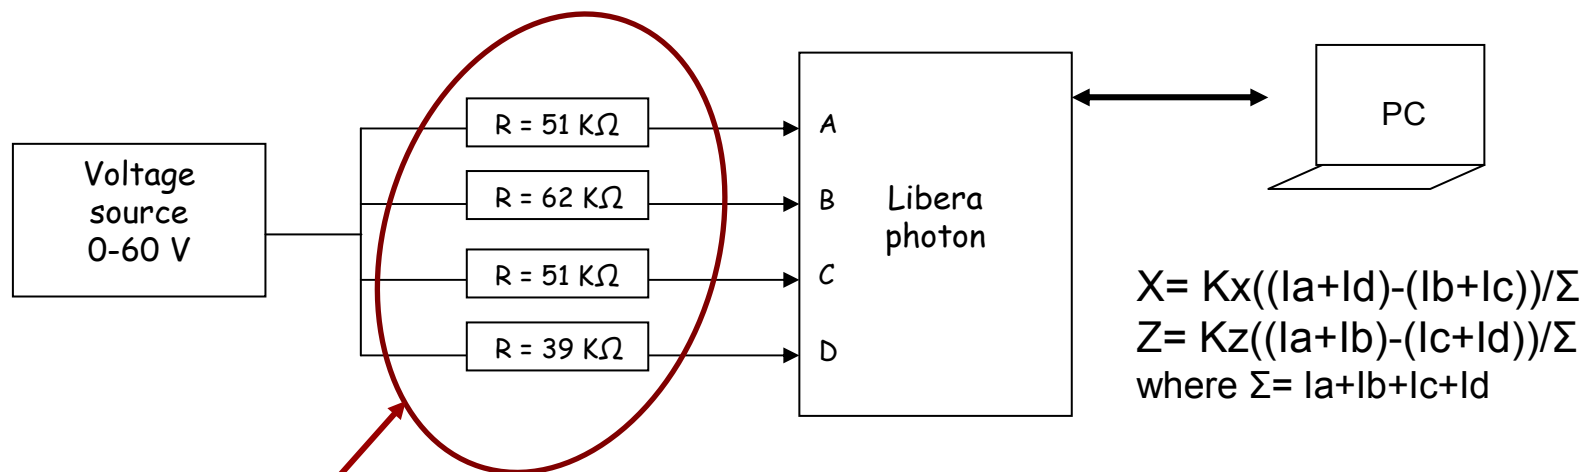 Voltage
source
0-60 V
R = 51 KΩ
R = 62 KΩ
R = 51 KΩ
R = 39 KΩ
A
B
C
D
Libera
photon
PC
X= Kx((Ia+Id)-(Ib+Ic))/Σ
Z= Kz((Ia+Ib)-(Ic+Id))/Σ
where Σ= Ia+Ib+Ic+Id